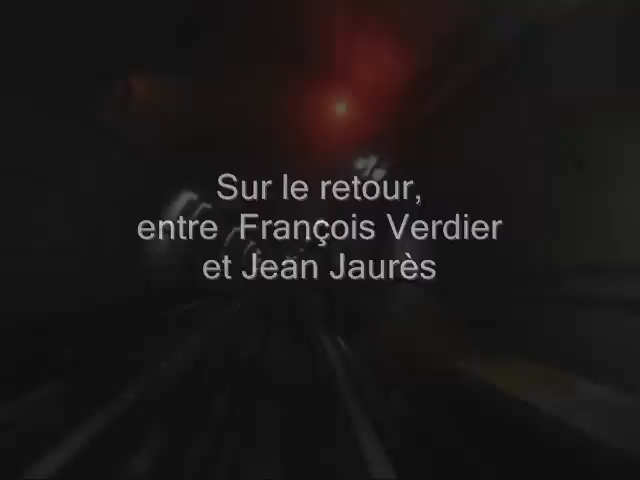 Sur le retour,
entre François Verdier
et Jean Jaurès